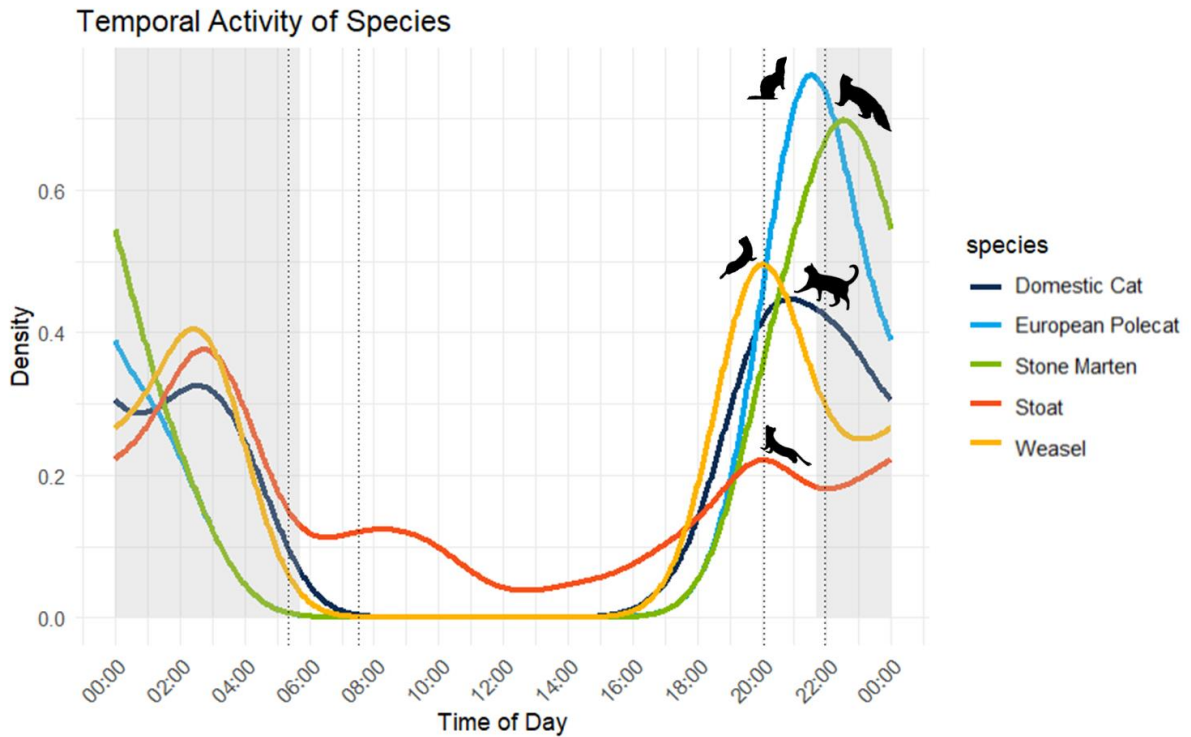 Temporal Activity of Species
Density
0.6
0.4
0.2
0.0
00:00 02:00 04:00 06:00 08:00 10:00 12:00 14:00 16:00 18:00 20:00 22:00 00:00
Time of Day
species
Domestic Cat
European Polecat
Stone Marten
Stoat
Weasel